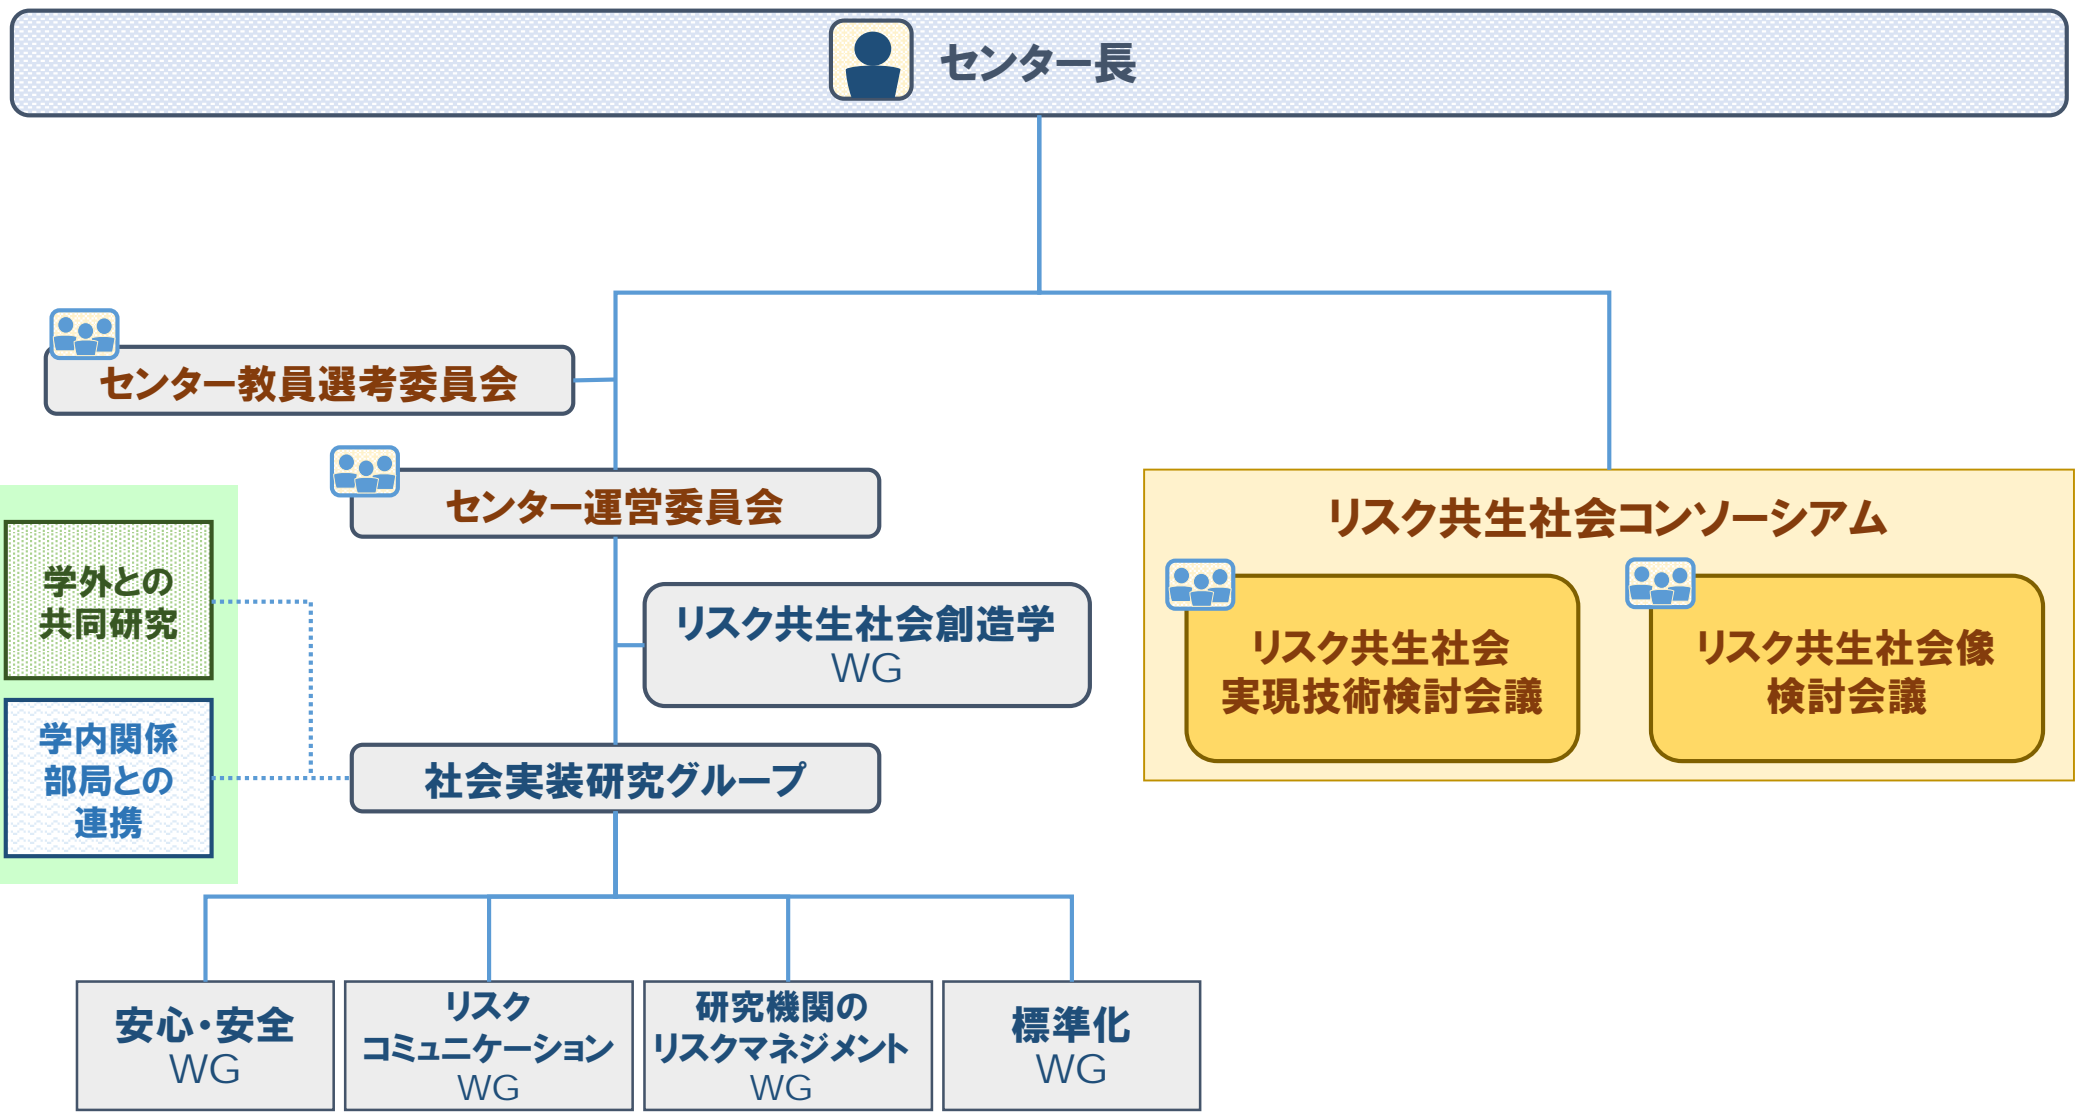 センター長
センター教員選考委員会
センター運営委員会
リスク共生社会コンソーシアム
学外との
共同研究
リスク共生社会創造学
WG
リスク共生社会
実現技術検討会議
リスク共生社会像
検討会議
学内関係
部局との
連携
社会実装研究グループ
安心・安全
WG
リスク
コミュニケーション
WG
研究機関の
リスクマネジメント
WG
標準化
WG